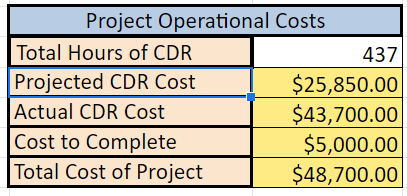 Project Operational Costs
Total Hours of CDR 437
Projected CDR Cost $25,850.00
Actual CDR Cost $43,700.00
Cost to Complete $5,000.00
Total Cost of Project $48,700.00